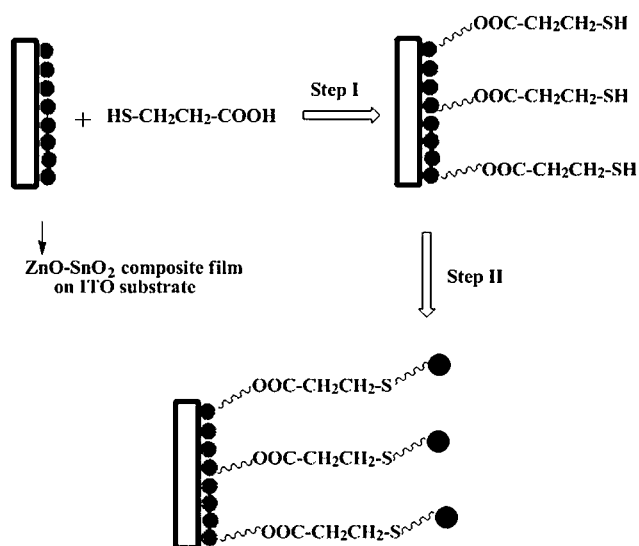 OOC-CH2CH2-SH
Step I
+ HS-CH2CH2-COOH
OOC-CH2CH2-SH
OOC-CH2CH2-SH
ZnO-SnO2 composite film
on ITO substrate
Step II
OOC-CH2CH2-S
OOC-CH2CH2-S
OOC-CH2CH2-S